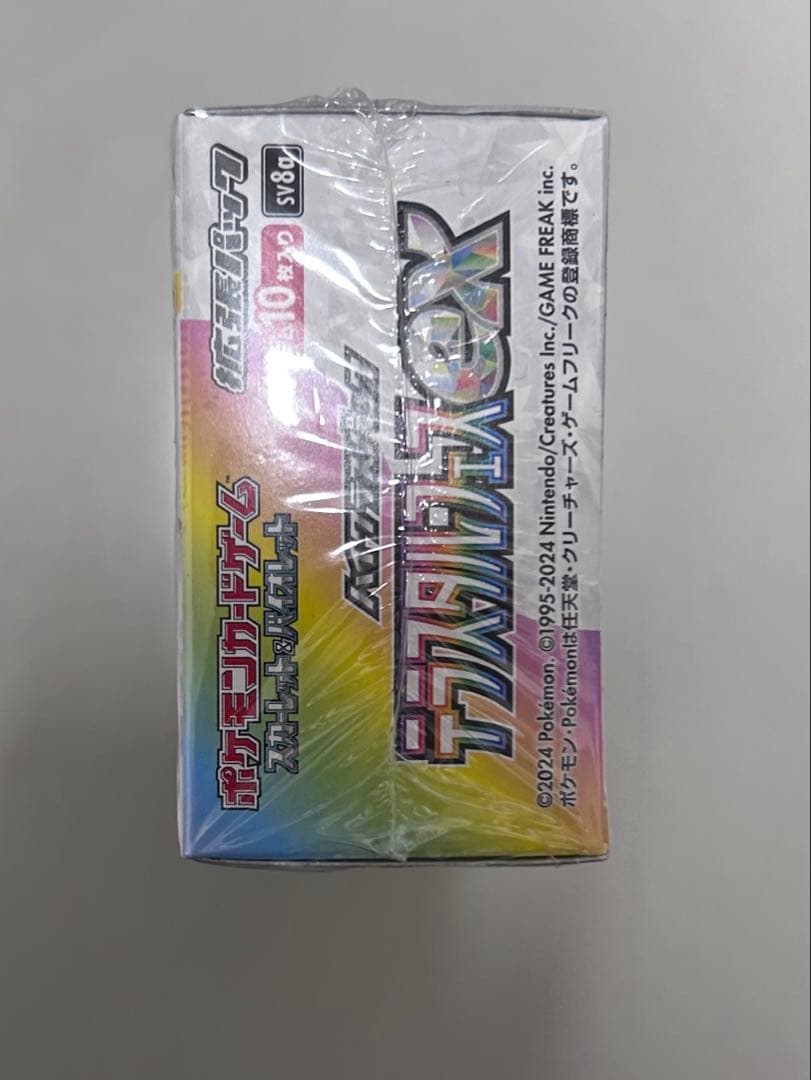 ポケモンカードゲーム™
スカーレット&バイオレット
拡張パック
10枚入り
SV8a
ハイクラスパック
テラスタルフェスex
©2024 Pokémon. ©1995-2024 Nintendo/Creatures Inc./GAME FREAK inc.
ポケモン・Pokémonは任天堂・クリーチャーズ・ゲームフリークの登録商標です。